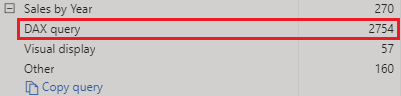 Sales by Year 270
DAX query 2754
Visual display 57
Other 160
Copy query